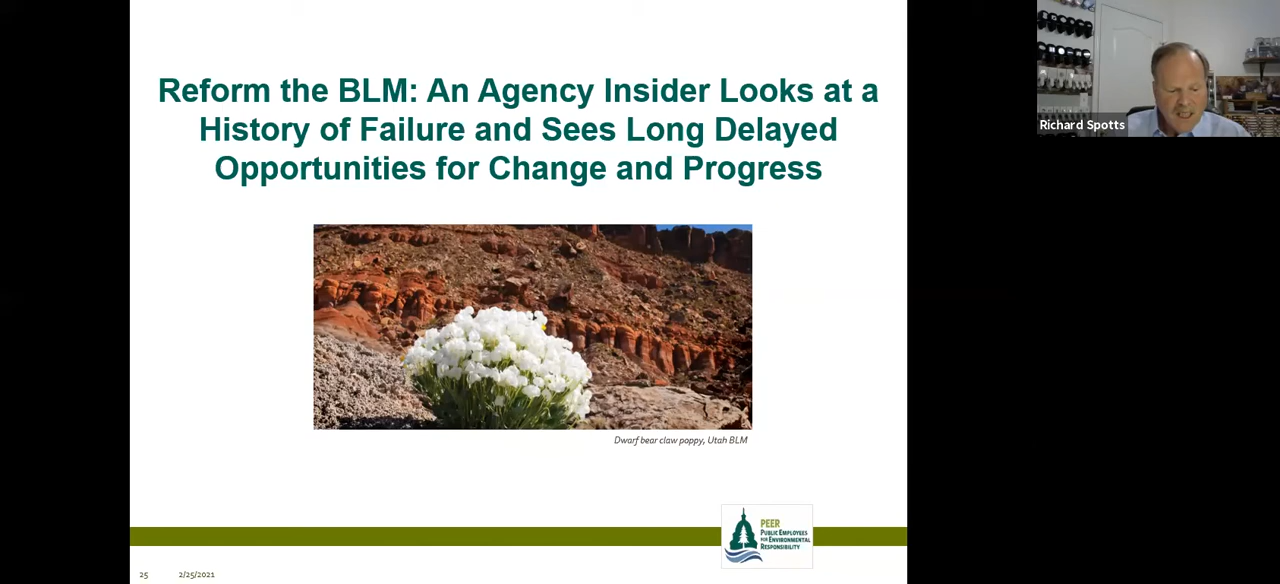 Reform the BLM: An Agency Insider Looks at a
History of Failure and Sees Long Delayed
Opportunities for Change and Progress
Richard Spotts
Dwarf bear claw poppy, Utah BLM
PEER
PUBLIC EMPLOYEES
FOR ENVIRONMENTAL
RESPONSIBILITY
25 2/25/2021